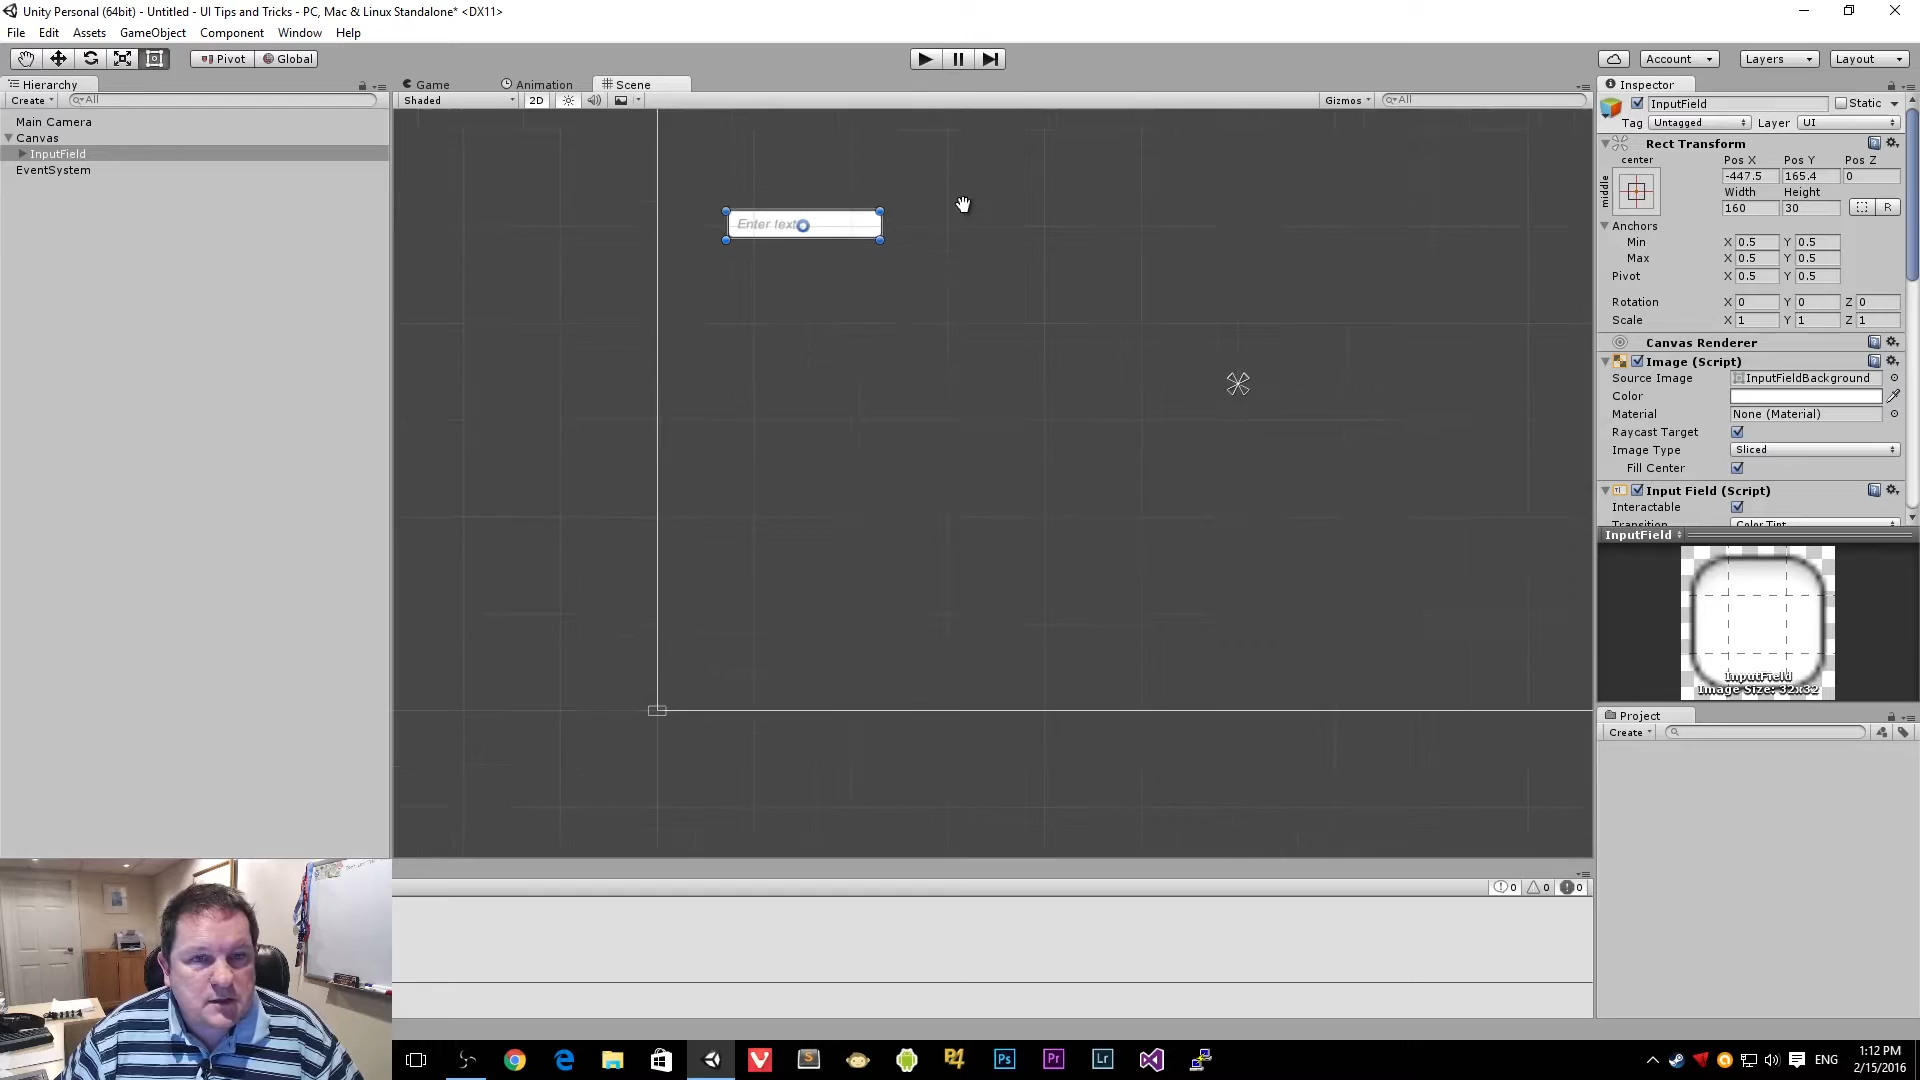 Unity Personal (64bit) - Untitled - UI Tips and Tricks - PC, Mac & Linux Standalone* <DX11>
File Edit Assets GameObject Component Window Help
Pivot Global Account Layers Layout
Hierarchy
Create All
Main Camera
Canvas
InputField
EventSystem
Game Animation Scene
Shaded 2D Gizmos All
Enter text
Inspector
InputField Static
Tag Untagged Layer UI
Rect Transform
center
middle
Pos X Pos Y Pos Z
-447.5 165.4 0
Width Height
160 30 R
Anchors
Min X 0.5 Y 0.5
Max X 0.5 Y 0.5
Pivot X 0.5 Y 0.5
Rotation X 0 Y 0 Z 0
Scale X 1 Y 1 Z 1
Canvas Renderer
Image (Script)
Source Image InputFieldBackground
Color
Material None (Material)
Raycast Target
Image Type Sliced
Fill Center
Input Field (Script)
Interactable
Transition Color Tint
InputField
InputField
Image Size: 32x32
Project
Create
0 0 0
Ps Pr Lr
ENG
1:12 PM
2/15/2016